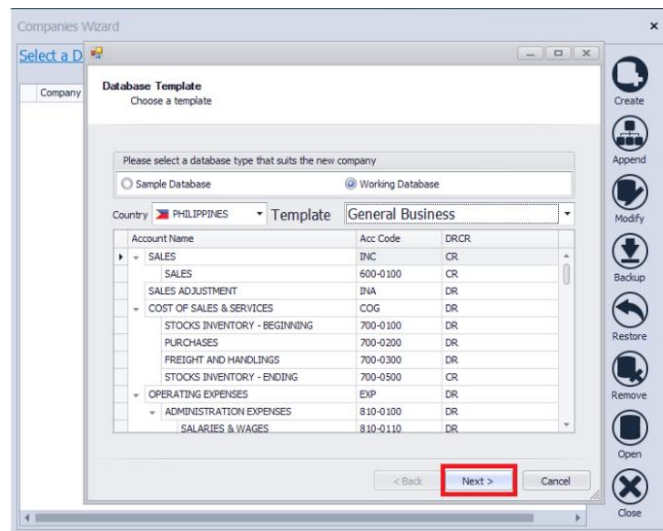 Companies Wizard
Select a D
Company
Database Template
Choose a template
Please select a database type that suits the new company
Sample Database Working Database
Country PHILIPPINES Template General Business
Account Name Acc Code DRCR
SALES INC CR
SALES 600-0100 CR
SALES ADJUSTMENT INA DR
COST OF SALES & SERVICES COG DR
STOCKS INVENTORY - BEGINNING 700-0100 DR
PURCHASES 700-0200 DR
FREIGHT AND HANDLINGS 700-0300 DR
STOCKS INVENTORY - ENDING 700-0500 CR
OPERATING EXPENSES EXP DR
ADMINISTRATION EXPENSES 810-0100 DR
SALARIES & WAGES 810-0110 DR
< Back Next > Cancel
Create
Append
Modify
Backup
Restore
Remove
Open
Close